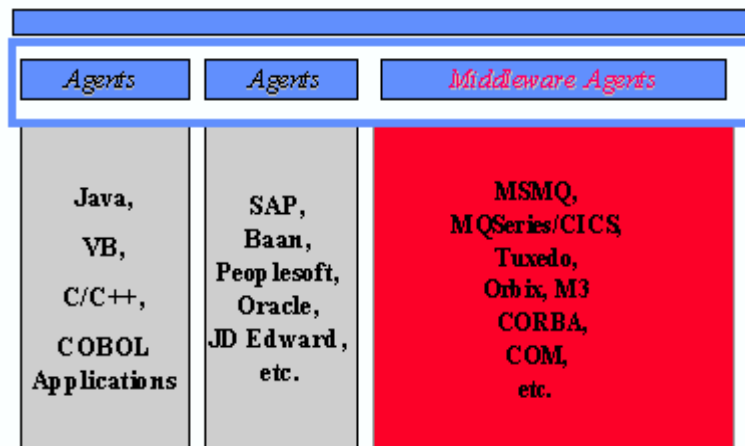 Agents
Agents
Middleware Agents
Java,
VB,
C/C++,
COBOL
Applications
SAP,
Baan,
Peoplesoft,
Oracle,
JD Edward,
etc.
MSMQ,
MQSeries/CICS,
Tuxedo,
Orbix, M3
CORBA,
COM,
etc.